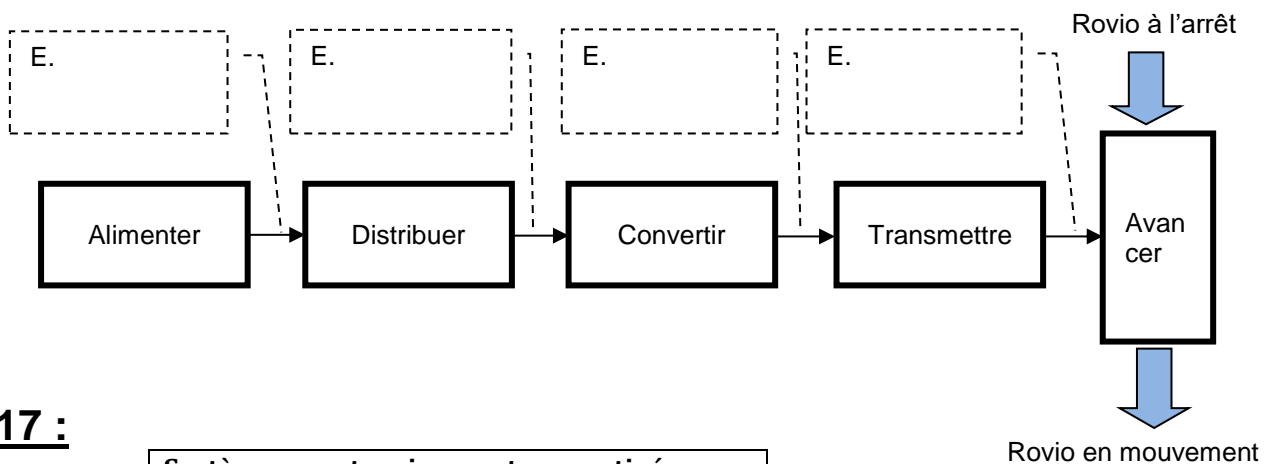 Rovio à l’arrêt
E.
E.
E.
E.
Alimenter
Distribuer
Convertir
Transmettre
Avan
cer
17 :
Rovio en mouvement